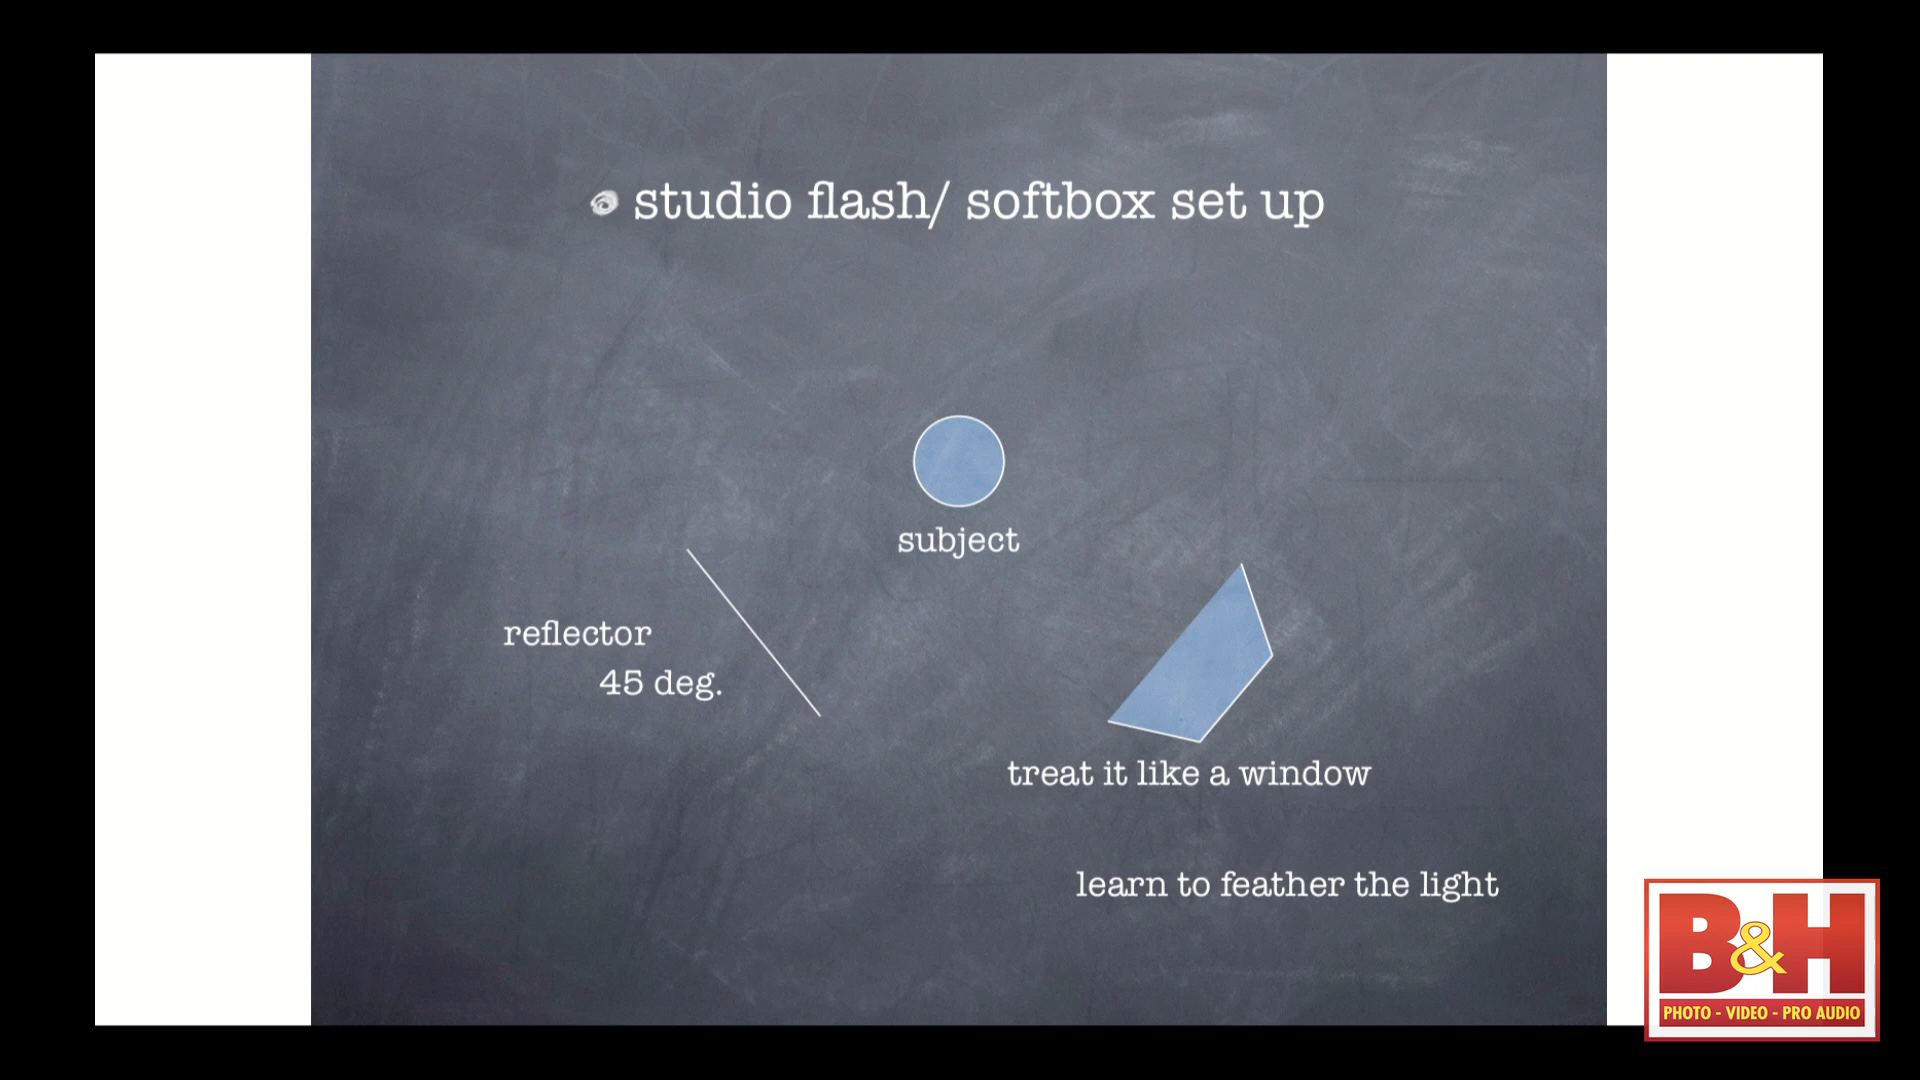 studio flash/ softbox set up
subject
reflector
45 deg.
treat it like a window
learn to feather the light
B&H
PHOTO - VIDEO - PRO AUDIO